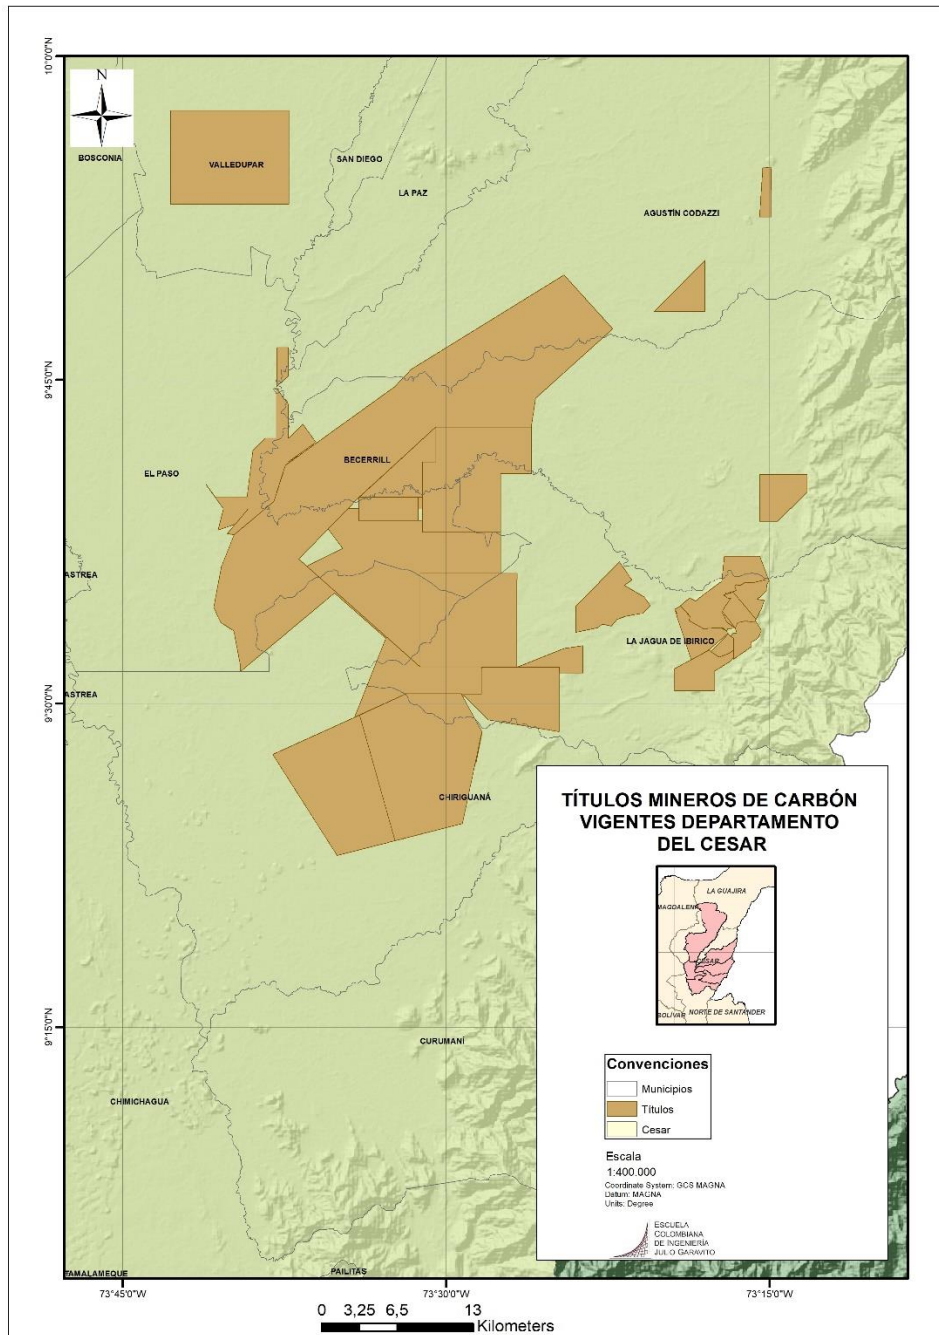 10°0'0"N
N
BOSCONIA
VALLEDUPAR
SAN DIEGO
LA PAZ
AGUSTÍN CODAZZI
9°45'0"N
BECERRILL
EL PASO
ASTREA
LA JAGUA DE IBIRICO
ASTREA
9°30'0"N
CHIRIGUANÁ
TÍTULOS MINEROS DE CARBÓN
VIGENTES DEPARTAMENTO
DEL CESAR
LA GUAJIRA
MAGDALENA
CESAR
BOLÍVAR
NORTE DE SANTANDER
9°15'0"N
CURUMANÍ
CHIMICHAGUA
Convenciones
Municipios
Títulos
Cesar
Escala
1:400.000
Coordinate System: GCS MAGNA
Datum: MAGNA
Units: Degree
ESCUELA
COLOMBIANA
DE INGENIERÍA
JULIO GARAVITO
TAMALAMEQUE
PAILITAS
73°45'0"W
73°30'0"W
73°15'0"W
0 3,25 6,5 13
Kilometers